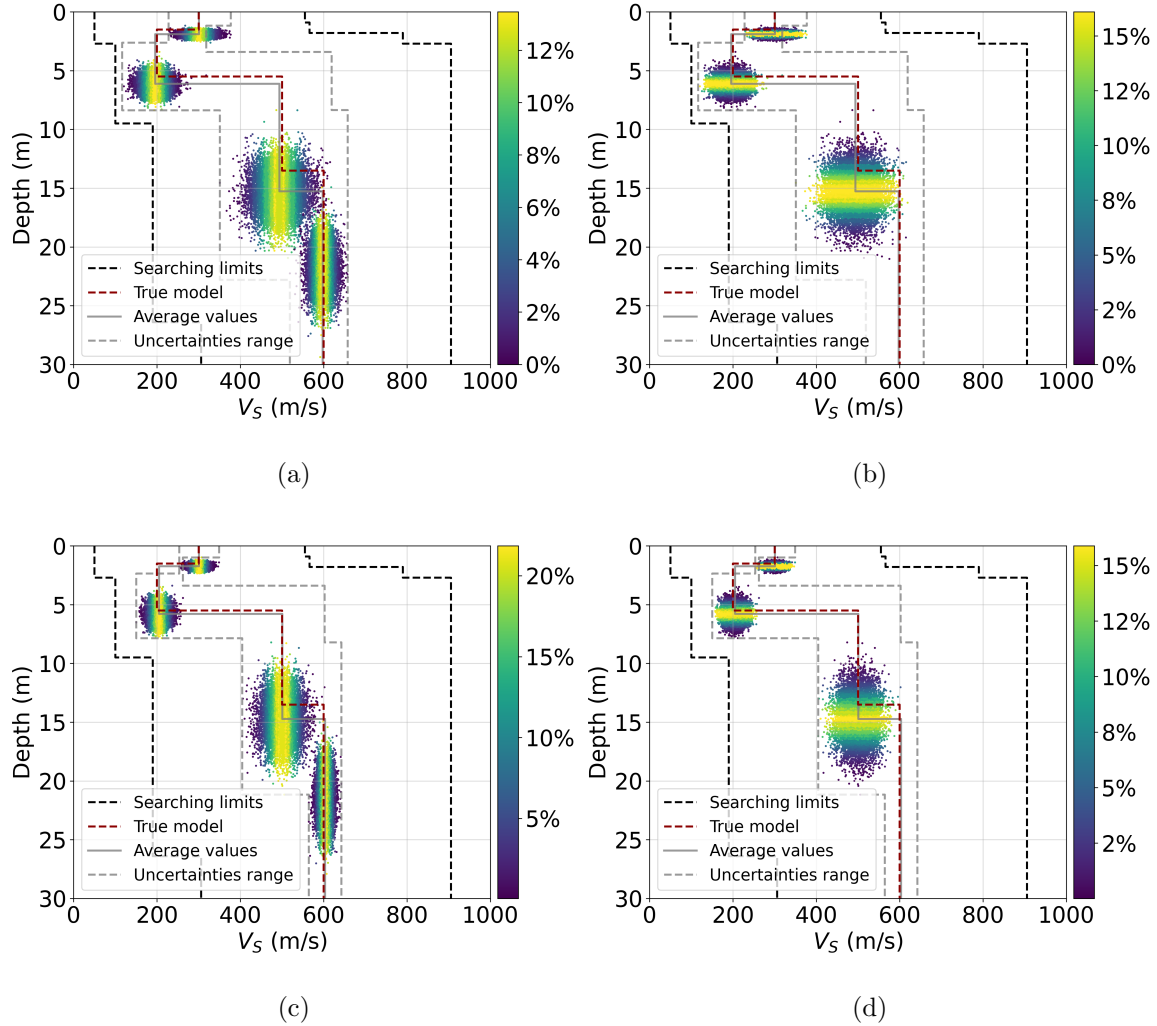 0
5
10
15
20
25
30
Depth (m)
0
200
400
600
800
1000
V_S (m/s)
Searching limits
True model
Average values
Uncertainties range
12%
10%
8%
6%
4%
2%
0%
(a)
0
5
10
15
20
25
30
Depth (m)
0
200
400
600
800
1000
V_S (m/s)
Searching limits
True model
Average values
Uncertainties range
15%
12%
10%
8%
5%
2%
0%
(b)
0
5
10
15
20
25
30
Depth (m)
0
200
400
600
800
1000
V_S (m/s)
Searching limits
True model
Average values
Uncertainties range
20%
15%
10%
5%
(c)
0
5
10
15
20
25
30
Depth (m)
0
200
400
600
800
1000
V_S (m/s)
Searching limits
True model
Average values
Uncertainties range
15%
12%
10%
8%
5%
2%
(d)